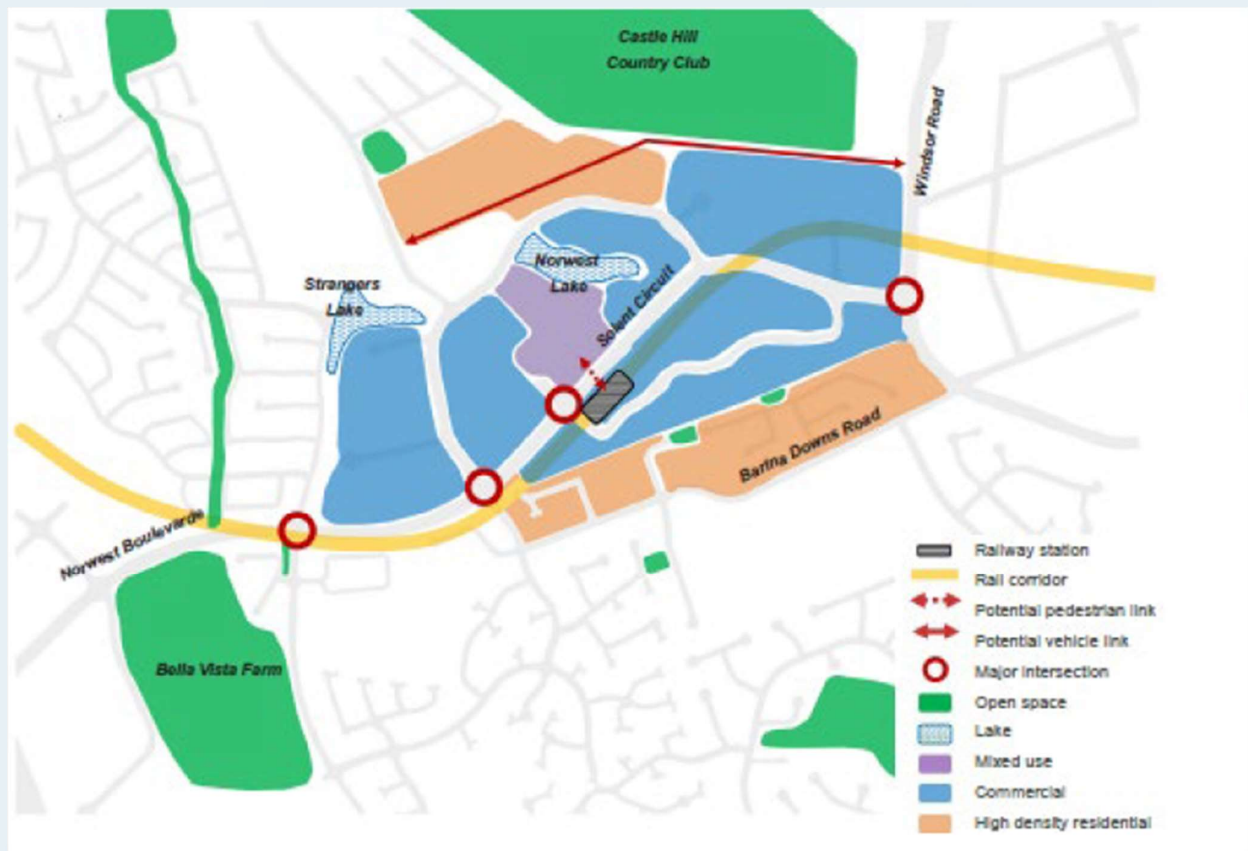 Castle Hill
Country Club
Windsor Road
Norwest
Lake
Strangers
Lake
Solent Circuit
Barina Downs Road
Norwest Boulevarde
Bella Vista Farm
Railway station
Rail corridor
Potential pedestrian link
Potential vehicle link
Major intersection
Open space
Lake
Mixed use
Commercial
High density residential